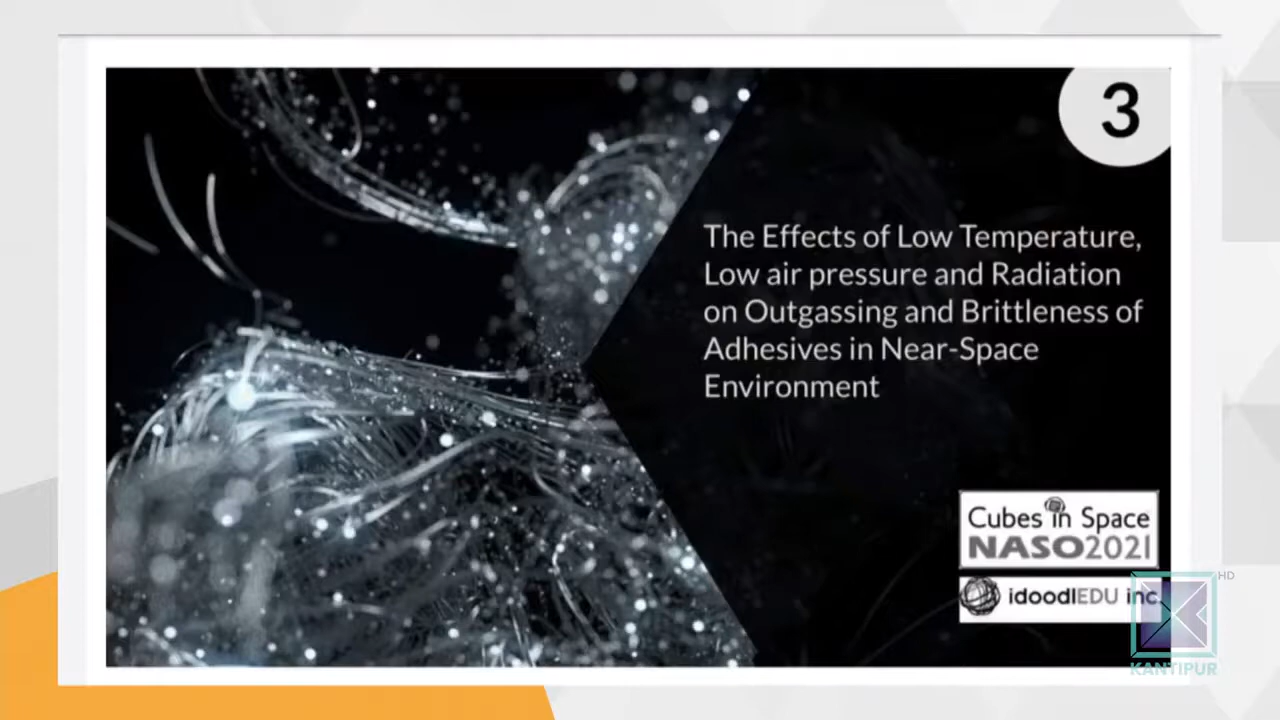 3
The Effects of Low Temperature,
Low air pressure and Radiation
on Outgassing and Brittleness of
Adhesives in Near-Space
Environment
Cubes in Space
NASO2021
idoodlEDU inc.
HD
KANTIPUR